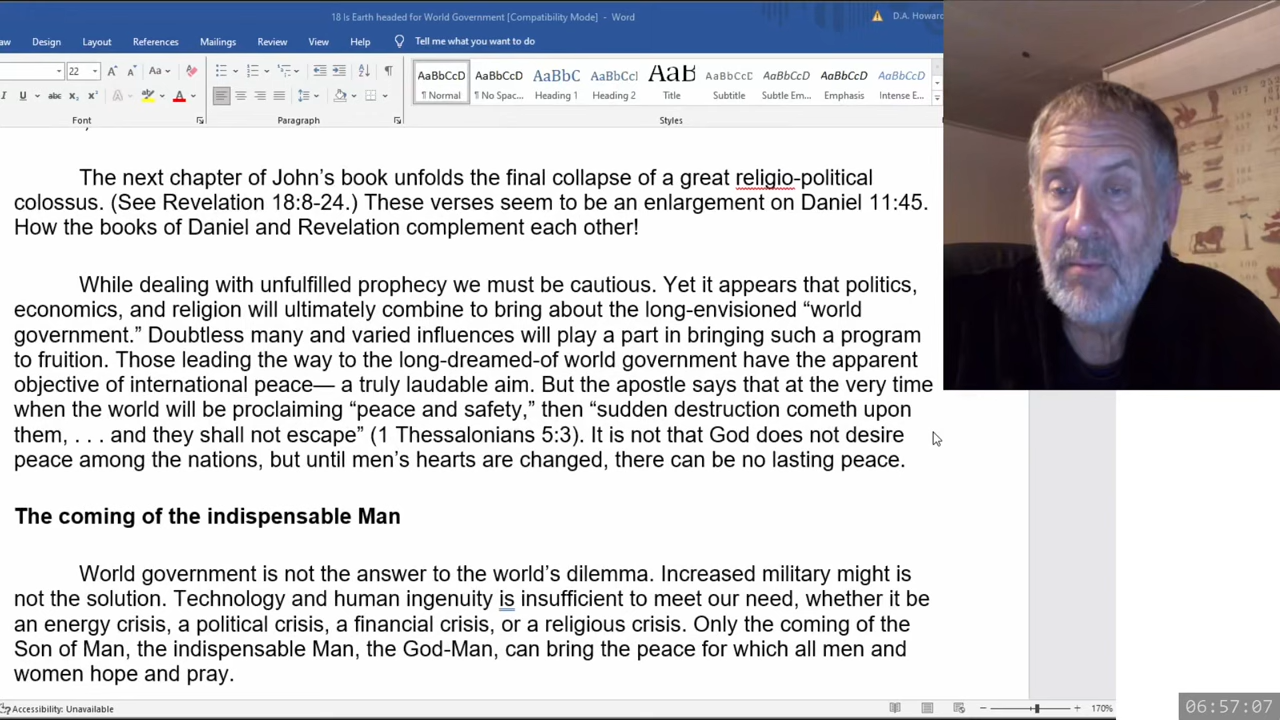 18 Is Earth headed for World Government [Compatibility Mode] - Word
D.A. Howard
aw Design Layout References Mailings Review View Help Tell me what you want to do
22 Aa
AaBbCcD AaBbCcD AaBbC AaBbCcI AaB AaBbCcD AaBbCcD AaBbCcD AaBbCcD
U abc x₂ x² A A
¶ Normal ¶ No Spac... Heading 1 Heading 2 Title Subtitle Subtle Em... Emphasis Intense E...
Font Paragraph Styles
The next chapter of John’s book unfolds the final collapse of a great religio-political
colossus. (See Revelation 18:8-24.) These verses seem to be an enlargement on Daniel 11:45.
How the books of Daniel and Revelation complement each other!
While dealing with unfulfilled prophecy we must be cautious. Yet it appears that politics,
economics, and religion will ultimately combine to bring about the long-envisioned “world
government.” Doubtless many and varied influences will play a part in bringing such a program
to fruition. Those leading the way to the long-dreamed-of world government have the apparent
objective of international peace— a truly laudable aim. But the apostle says that at the very time
when the world will be proclaiming “peace and safety,” then “sudden destruction cometh upon
them, . . . and they shall not escape” (1 Thessalonians 5:3). It is not that God does not desire
peace among the nations, but until men’s hearts are changed, there can be no lasting peace.
The coming of the indispensable Man
World government is not the answer to the world’s dilemma. Increased military might is
not the solution. Technology and human ingenuity is insufficient to meet our need, whether it be
an energy crisis, a political crisis, a financial crisis, or a religious crisis. Only the coming of the
Son of Man, the indispensable Man, the God-Man, can bring the peace for which all men and
women hope and pray.
Accessibility: Unavailable
170%
06:57:07